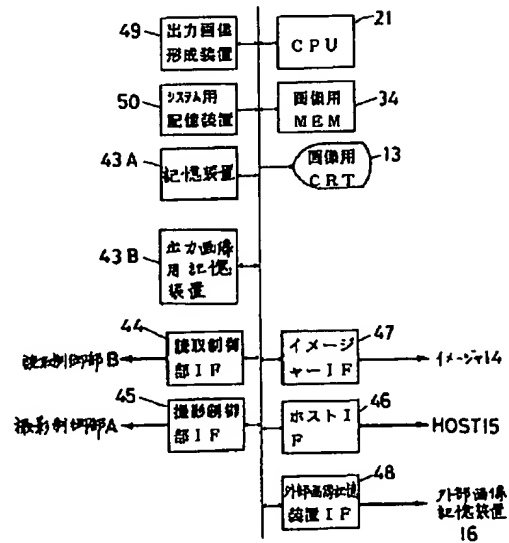 49
出力画像
形成装置
21
CPU
50
システム用
記憶装置
34
画像用
MEM
43A
記憶装置
13
画像用
CRT
43B
出力画像
用記憶
装置
44
読取制御
部IF
読取制御部B
47
イメージ
ャーIF
イメージャ14
45
撮影制御
部IF
撮影制御部A
46
ホストI
F
HOST15
48
外部画像記憶
装置IF
外部画像
記憶装置
16